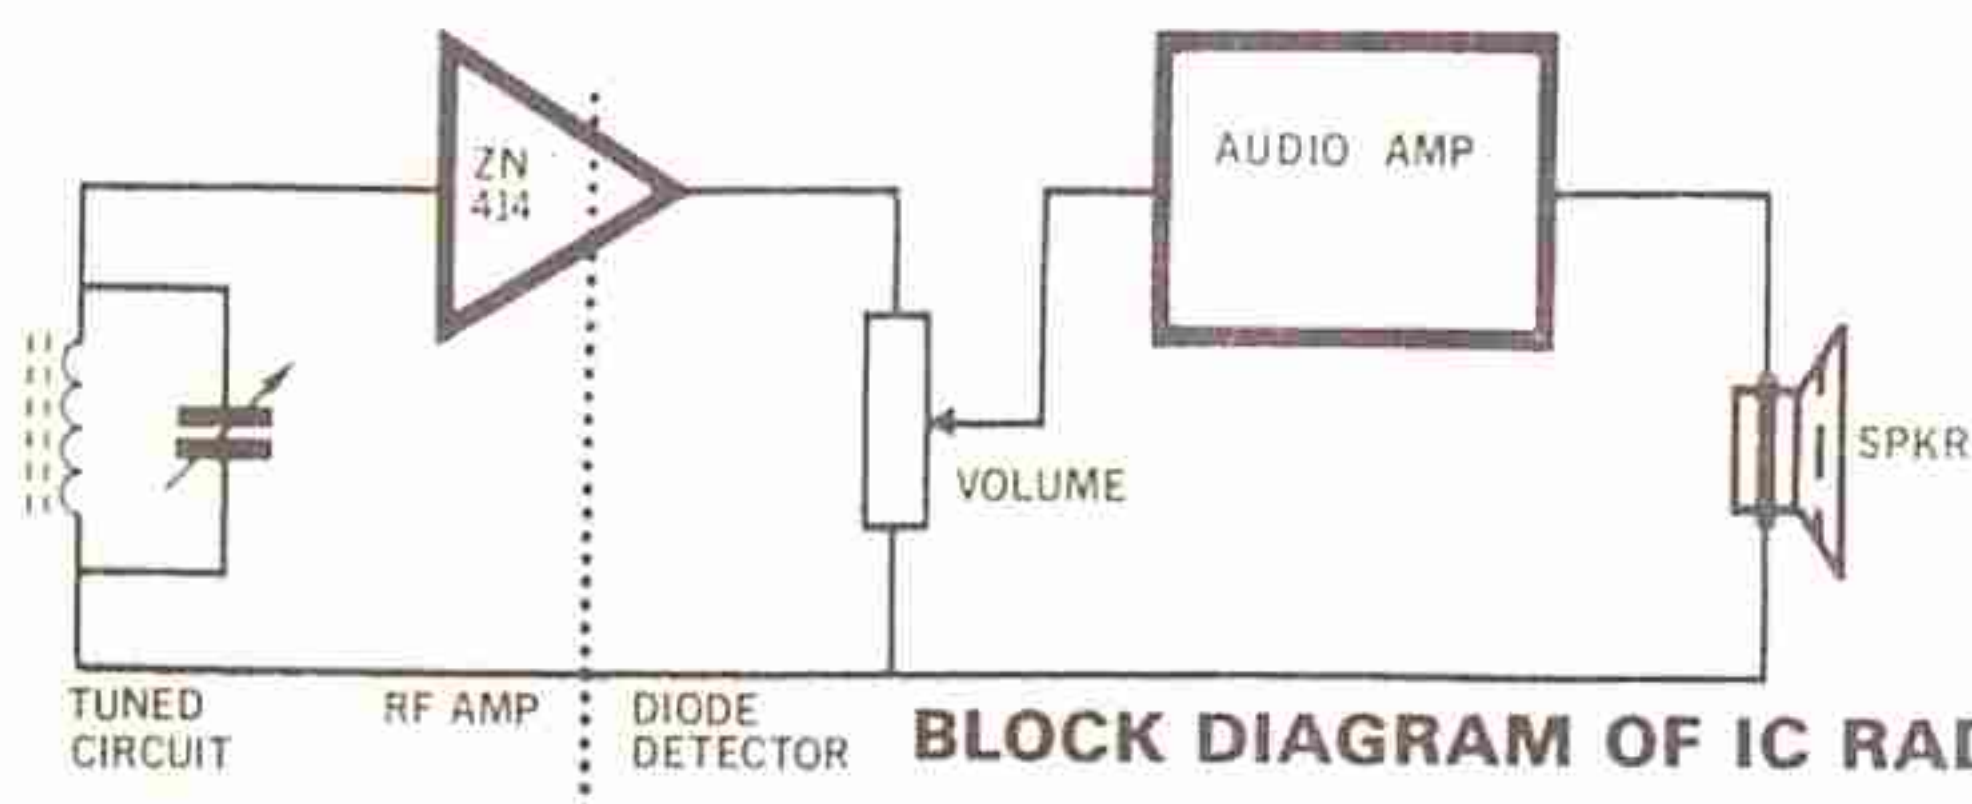 ZN
414
AUDIO AMP
VOLUME
SPKR
TUNED
CIRCUIT
RF AMP
DIODE
DETECTOR
BLOCK DIAGRAM OF IC RAD